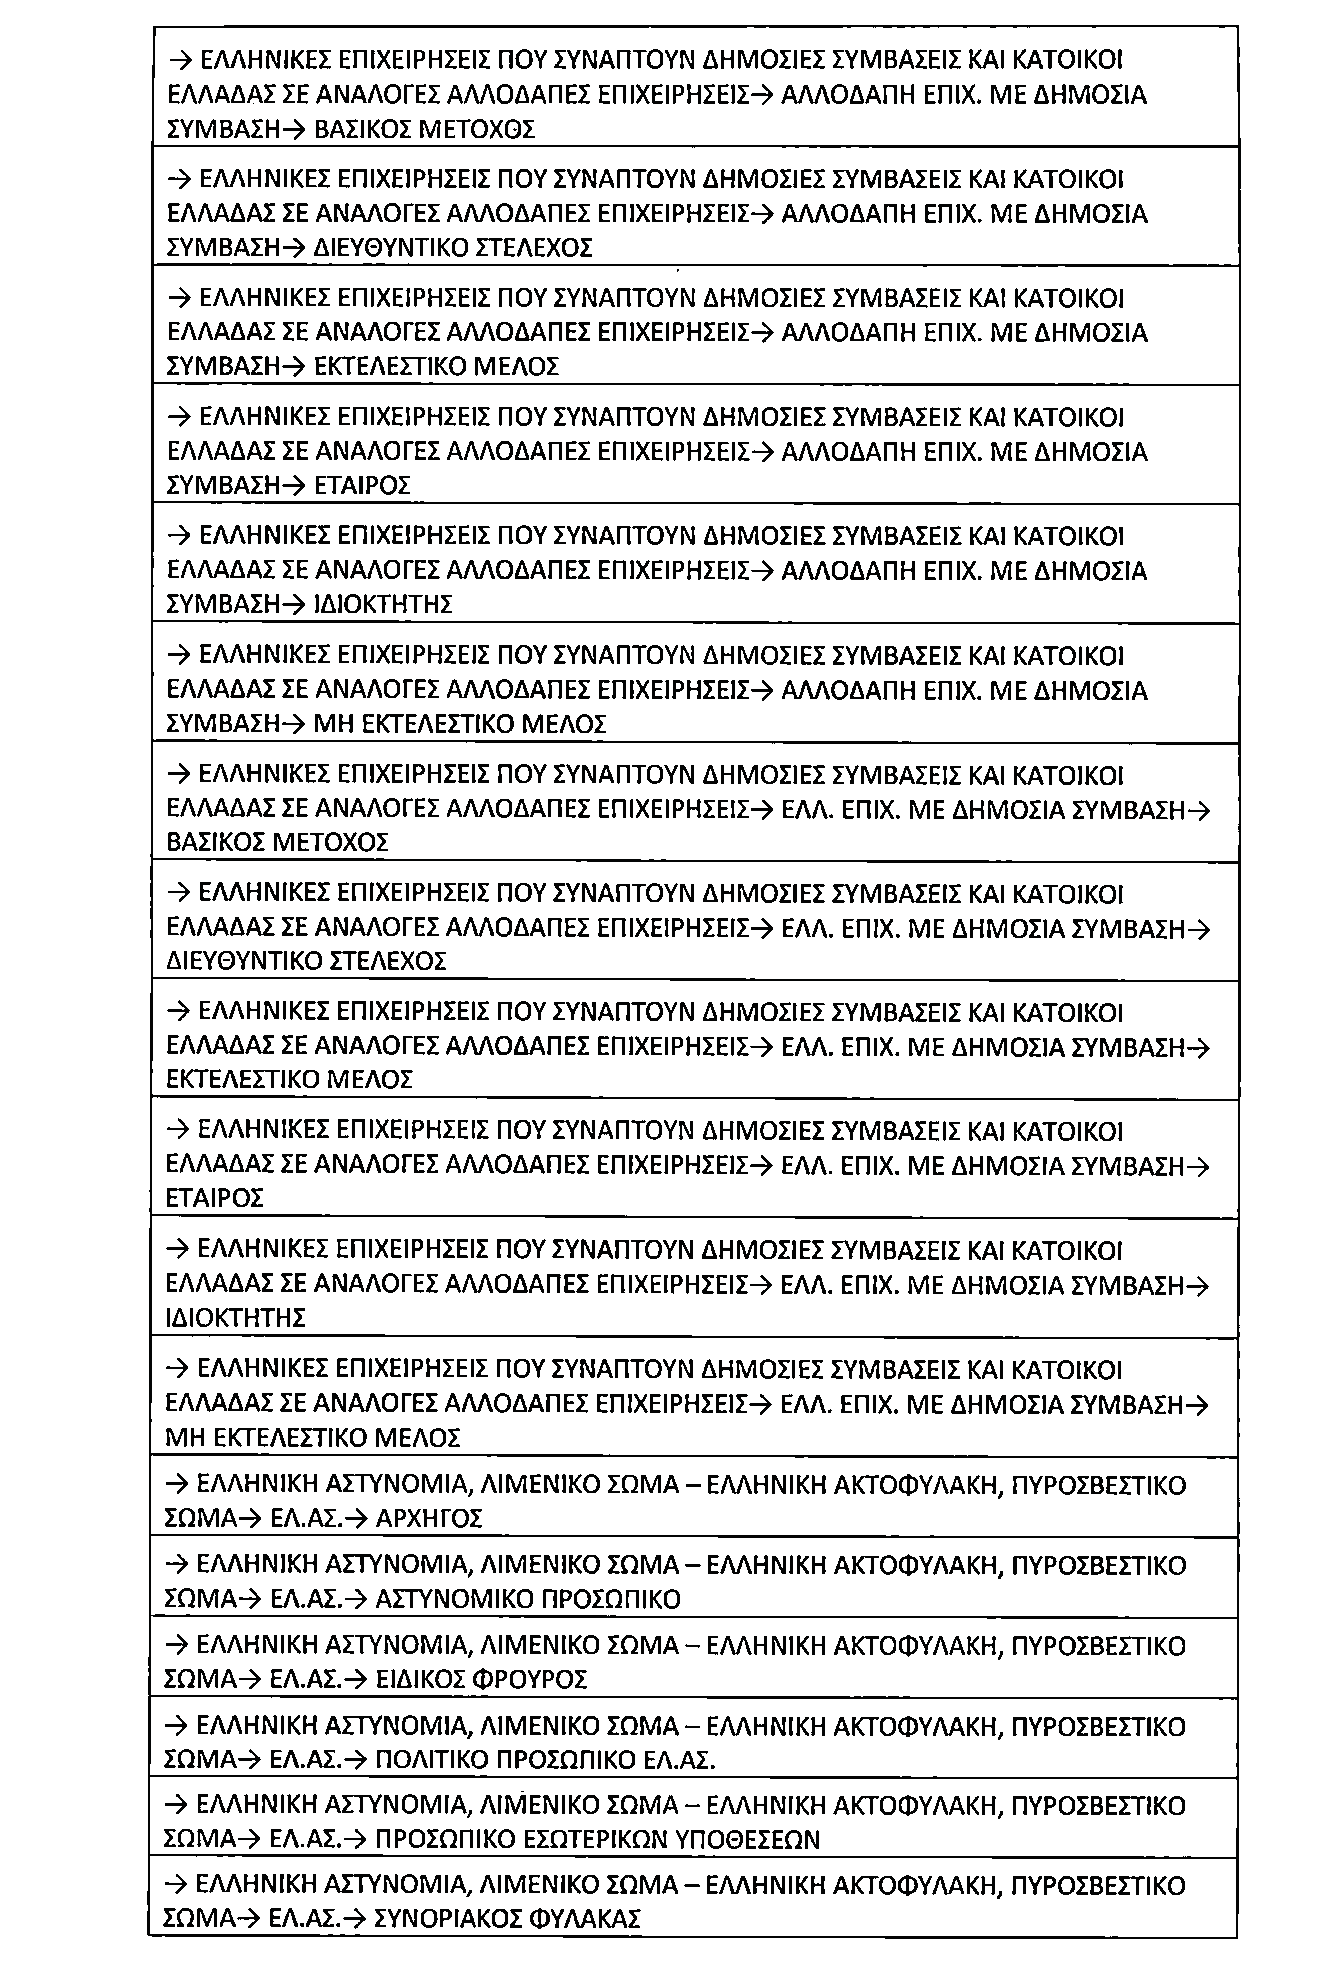 → ΕΛΛΗΝΙΚΕΣ ΕΠΙΧΕΙΡΗΣΕΙΣ ΠΟΥ ΣΥΝΑΠΤΟΥΝ ΔΗΜΟΣΙΕΣ ΣΥΜΒΑΣΕΙΣ ΚΑΙ ΚΑΤΟΙΚΟΙ
ΕΛΛΑΔΑΣ ΣΕ ΑΝΑΛΟΓΕΣ ΑΛΛΟΔΑΠΕΣ ΕΠΙΧΕΙΡΗΣΕΙΣ→ ΑΛΛΟΔΑΠΗ ΕΠΙΧ. ΜΕ ΔΗΜΟΣΙΑ
ΣΥΜΒΑΣΗ→ ΒΑΣΙΚΟΣ ΜΕΤΟΧΟΣ
→ ΕΛΛΗΝΙΚΕΣ ΕΠΙΧΕΙΡΗΣΕΙΣ ΠΟΥ ΣΥΝΑΠΤΟΥΝ ΔΗΜΟΣΙΕΣ ΣΥΜΒΑΣΕΙΣ ΚΑΙ ΚΑΤΟΙΚΟΙ
ΕΛΛΑΔΑΣ ΣΕ ΑΝΑΛΟΓΕΣ ΑΛΛΟΔΑΠΕΣ ΕΠΙΧΕΙΡΗΣΕΙΣ→ ΑΛΛΟΔΑΠΗ ΕΠΙΧ. ΜΕ ΔΗΜΟΣΙΑ
ΣΥΜΒΑΣΗ→ ΔΙΕΥΘΥΝΤΙΚΟ ΣΤΕΛΕΧΟΣ
→ ΕΛΛΗΝΙΚΕΣ ΕΠΙΧΕΙΡΗΣΕΙΣ ΠΟΥ ΣΥΝΑΠΤΟΥΝ ΔΗΜΟΣΙΕΣ ΣΥΜΒΑΣΕΙΣ ΚΑΙ ΚΑΤΟΙΚΟΙ
ΕΛΛΑΔΑΣ ΣΕ ΑΝΑΛΟΓΕΣ ΑΛΛΟΔΑΠΕΣ ΕΠΙΧΕΙΡΗΣΕΙΣ→ ΑΛΛΟΔΑΠΗ ΕΠΙΧ. ΜΕ ΔΗΜΟΣΙΑ
ΣΥΜΒΑΣΗ→ ΕΚΤΕΛΕΣΤΙΚΟ ΜΕΛΟΣ
→ ΕΛΛΗΝΙΚΕΣ ΕΠΙΧΕΙΡΗΣΕΙΣ ΠΟΥ ΣΥΝΑΠΤΟΥΝ ΔΗΜΟΣΙΕΣ ΣΥΜΒΑΣΕΙΣ ΚΑΙ ΚΑΤΟΙΚΟΙ
ΕΛΛΑΔΑΣ ΣΕ ΑΝΑΛΟΓΕΣ ΑΛΛΟΔΑΠΕΣ ΕΠΙΧΕΙΡΗΣΕΙΣ→ ΑΛΛΟΔΑΠΗ ΕΠΙΧ. ΜΕ ΔΗΜΟΣΙΑ
ΣΥΜΒΑΣΗ→ ΕΤΑΙΡΟΣ
→ ΕΛΛΗΝΙΚΕΣ ΕΠΙΧΕΙΡΗΣΕΙΣ ΠΟΥ ΣΥΝΑΠΤΟΥΝ ΔΗΜΟΣΙΕΣ ΣΥΜΒΑΣΕΙΣ ΚΑΙ ΚΑΤΟΙΚΟΙ
ΕΛΛΑΔΑΣ ΣΕ ΑΝΑΛΟΓΕΣ ΑΛΛΟΔΑΠΕΣ ΕΠΙΧΕΙΡΗΣΕΙΣ→ ΑΛΛΟΔΑΠΗ ΕΠΙΧ. ΜΕ ΔΗΜΟΣΙΑ
ΣΥΜΒΑΣΗ→ ΙΔΙΟΚΤΗΤΗΣ
→ ΕΛΛΗΝΙΚΕΣ ΕΠΙΧΕΙΡΗΣΕΙΣ ΠΟΥ ΣΥΝΑΠΤΟΥΝ ΔΗΜΟΣΙΕΣ ΣΥΜΒΑΣΕΙΣ ΚΑΙ ΚΑΤΟΙΚΟΙ
ΕΛΛΑΔΑΣ ΣΕ ΑΝΑΛΟΓΕΣ ΑΛΛΟΔΑΠΕΣ ΕΠΙΧΕΙΡΗΣΕΙΣ→ ΑΛΛΟΔΑΠΗ ΕΠΙΧ. ΜΕ ΔΗΜΟΣΙΑ
ΣΥΜΒΑΣΗ→ ΜΗ ΕΚΤΕΛΕΣΤΙΚΟ ΜΕΛΟΣ
→ ΕΛΛΗΝΙΚΕΣ ΕΠΙΧΕΙΡΗΣΕΙΣ ΠΟΥ ΣΥΝΑΠΤΟΥΝ ΔΗΜΟΣΙΕΣ ΣΥΜΒΑΣΕΙΣ ΚΑΙ ΚΑΤΟΙΚΟΙ
ΕΛΛΑΔΑΣ ΣΕ ΑΝΑΛΟΓΕΣ ΑΛΛΟΔΑΠΕΣ ΕΠΙΧΕΙΡΗΣΕΙΣ→ ΕΛΛ. ΕΠΙΧ. ΜΕ ΔΗΜΟΣΙΑ ΣΥΜΒΑΣΗ→
ΒΑΣΙΚΟΣ ΜΕΤΟΧΟΣ
→ ΕΛΛΗΝΙΚΕΣ ΕΠΙΧΕΙΡΗΣΕΙΣ ΠΟΥ ΣΥΝΑΠΤΟΥΝ ΔΗΜΟΣΙΕΣ ΣΥΜΒΑΣΕΙΣ ΚΑΙ ΚΑΤΟΙΚΟΙ
ΕΛΛΑΔΑΣ ΣΕ ΑΝΑΛΟΓΕΣ ΑΛΛΟΔΑΠΕΣ ΕΠΙΧΕΙΡΗΣΕΙΣ→ ΕΛΛ. ΕΠΙΧ. ΜΕ ΔΗΜΟΣΙΑ ΣΥΜΒΑΣΗ→
ΔΙΕΥΘΥΝΤΙΚΟ ΣΤΕΛΕΧΟΣ
→ ΕΛΛΗΝΙΚΕΣ ΕΠΙΧΕΙΡΗΣΕΙΣ ΠΟΥ ΣΥΝΑΠΤΟΥΝ ΔΗΜΟΣΙΕΣ ΣΥΜΒΑΣΕΙΣ ΚΑΙ ΚΑΤΟΙΚΟΙ
ΕΛΛΑΔΑΣ ΣΕ ΑΝΑΛΟΓΕΣ ΑΛΛΟΔΑΠΕΣ ΕΠΙΧΕΙΡΗΣΕΙΣ→ ΕΛΛ. ΕΠΙΧ. ΜΕ ΔΗΜΟΣΙΑ ΣΥΜΒΑΣΗ→
ΕΚΤΕΛΕΣΤΙΚΟ ΜΕΛΟΣ
→ ΕΛΛΗΝΙΚΕΣ ΕΠΙΧΕΙΡΗΣΕΙΣ ΠΟΥ ΣΥΝΑΠΤΟΥΝ ΔΗΜΟΣΙΕΣ ΣΥΜΒΑΣΕΙΣ ΚΑΙ ΚΑΤΟΙΚΟΙ
ΕΛΛΑΔΑΣ ΣΕ ΑΝΑΛΟΓΕΣ ΑΛΛΟΔΑΠΕΣ ΕΠΙΧΕΙΡΗΣΕΙΣ→ ΕΛΛ. ΕΠΙΧ. ΜΕ ΔΗΜΟΣΙΑ ΣΥΜΒΑΣΗ→
ΕΤΑΙΡΟΣ
→ ΕΛΛΗΝΙΚΕΣ ΕΠΙΧΕΙΡΗΣΕΙΣ ΠΟΥ ΣΥΝΑΠΤΟΥΝ ΔΗΜΟΣΙΕΣ ΣΥΜΒΑΣΕΙΣ ΚΑΙ ΚΑΤΟΙΚΟΙ
ΕΛΛΑΔΑΣ ΣΕ ΑΝΑΛΟΓΕΣ ΑΛΛΟΔΑΠΕΣ ΕΠΙΧΕΙΡΗΣΕΙΣ→ ΕΛΛ. ΕΠΙΧ. ΜΕ ΔΗΜΟΣΙΑ ΣΥΜΒΑΣΗ→
ΙΔΙΟΚΤΗΤΗΣ
→ ΕΛΛΗΝΙΚΕΣ ΕΠΙΧΕΙΡΗΣΕΙΣ ΠΟΥ ΣΥΝΑΠΤΟΥΝ ΔΗΜΟΣΙΕΣ ΣΥΜΒΑΣΕΙΣ ΚΑΙ ΚΑΤΟΙΚΟΙ
ΕΛΛΑΔΑΣ ΣΕ ΑΝΑΛΟΓΕΣ ΑΛΛΟΔΑΠΕΣ ΕΠΙΧΕΙΡΗΣΕΙΣ→ ΕΛΛ. ΕΠΙΧ. ΜΕ ΔΗΜΟΣΙΑ ΣΥΜΒΑΣΗ→
ΜΗ ΕΚΤΕΛΕΣΤΙΚΟ ΜΕΛΟΣ
→ ΕΛΛΗΝΙΚΗ ΑΣΤΥΝΟΜΙΑ, ΛΙΜΕΝΙΚΟ ΣΩΜΑ – ΕΛΛΗΝΙΚΗ ΑΚΤΟΦΥΛΑΚΗ, ΠΥΡΟΣΒΕΣΤΙΚΟ
ΣΩΜΑ→ ΕΛ.ΑΣ.→ ΑΡΧΗΓΟΣ
→ ΕΛΛΗΝΙΚΗ ΑΣΤΥΝΟΜΙΑ, ΛΙΜΕΝΙΚΟ ΣΩΜΑ – ΕΛΛΗΝΙΚΗ ΑΚΤΟΦΥΛΑΚΗ, ΠΥΡΟΣΒΕΣΤΙΚΟ
ΣΩΜΑ→ ΕΛ.ΑΣ.→ ΑΣΤΥΝΟΜΙΚΟ ΠΡΟΣΩΠΙΚΟ
→ ΕΛΛΗΝΙΚΗ ΑΣΤΥΝΟΜΙΑ, ΛΙΜΕΝΙΚΟ ΣΩΜΑ – ΕΛΛΗΝΙΚΗ ΑΚΤΟΦΥΛΑΚΗ, ΠΥΡΟΣΒΕΣΤΙΚΟ
ΣΩΜΑ→ ΕΛ.ΑΣ.→ ΕΙΔΙΚΟΣ ΦΡΟΥΡΟΣ
→ ΕΛΛΗΝΙΚΗ ΑΣΤΥΝΟΜΙΑ, ΛΙΜΕΝΙΚΟ ΣΩΜΑ – ΕΛΛΗΝΙΚΗ ΑΚΤΟΦΥΛΑΚΗ, ΠΥΡΟΣΒΕΣΤΙΚΟ
ΣΩΜΑ→ ΕΛ.ΑΣ.→ ΠΟΛΙΤΙΚΟ ΠΡΟΣΩΠΙΚΟ ΕΛ.ΑΣ.
→ ΕΛΛΗΝΙΚΗ ΑΣΤΥΝΟΜΙΑ, ΛΙΜΕΝΙΚΟ ΣΩΜΑ – ΕΛΛΗΝΙΚΗ ΑΚΤΟΦΥΛΑΚΗ, ΠΥΡΟΣΒΕΣΤΙΚΟ
ΣΩΜΑ→ ΕΛ.ΑΣ.→ ΠΡΟΣΩΠΙΚΟ ΕΣΩΤΕΡΙΚΩΝ ΥΠΟΘΕΣΕΩΝ
→ ΕΛΛΗΝΙΚΗ ΑΣΤΥΝΟΜΙΑ, ΛΙΜΕΝΙΚΟ ΣΩΜΑ – ΕΛΛΗΝΙΚΗ ΑΚΤΟΦΥΛΑΚΗ, ΠΥΡΟΣΒΕΣΤΙΚΟ
ΣΩΜΑ→ ΕΛ.ΑΣ.→ ΣΥΝΟΡΙΑΚΟΣ ΦΥΛΑΚΑΣ